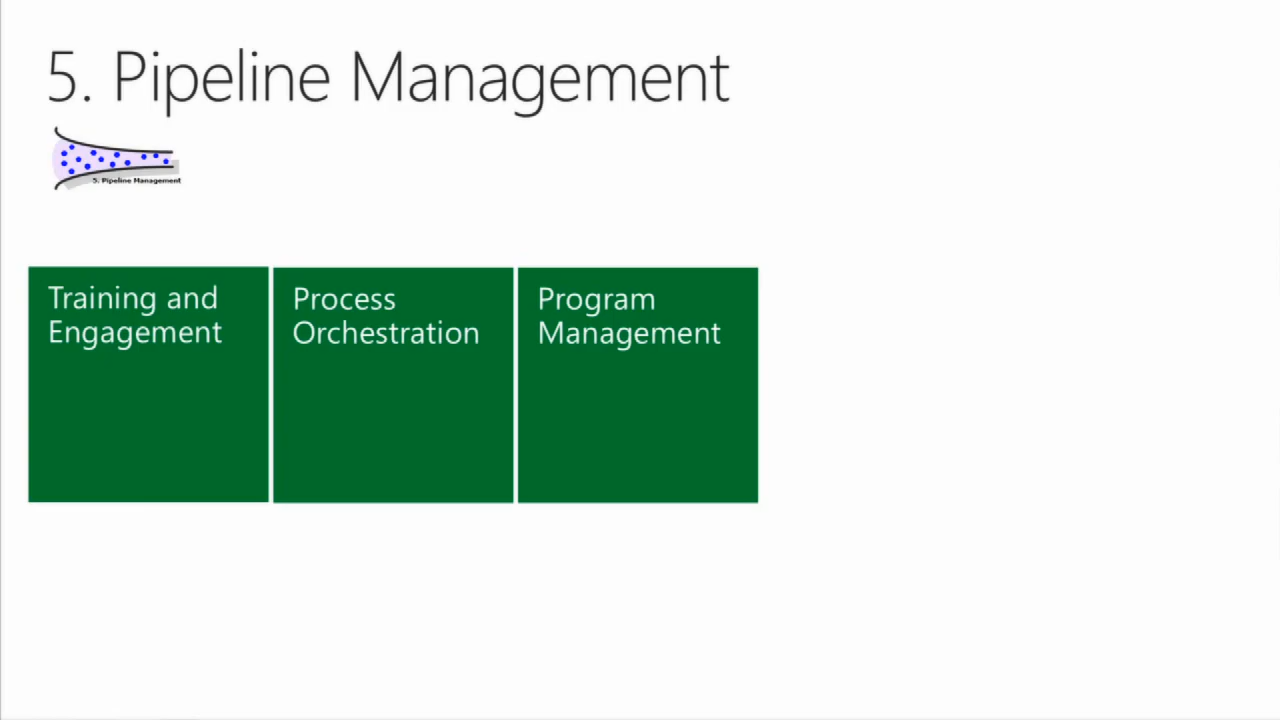 5. Pipeline Management
5. Pipeline Management
Training and
Engagement
Process
Orchestration
Program
Management